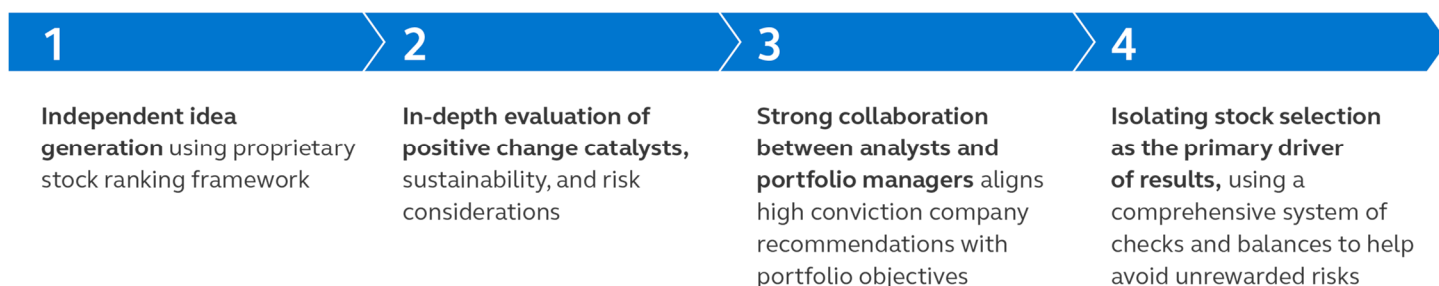 1
Independent idea
generation using proprietary
stock ranking framework
2
In-depth evaluation of
positive change catalysts,
sustainability, and risk
considerations
3
Strong collaboration
between analysts and
portfolio managers aligns
high conviction company
recommendations with
portfolio objectives
4
Isolating stock selection
as the primary driver
of results, using a
comprehensive system of
checks and balances to help
avoid unrewarded risks